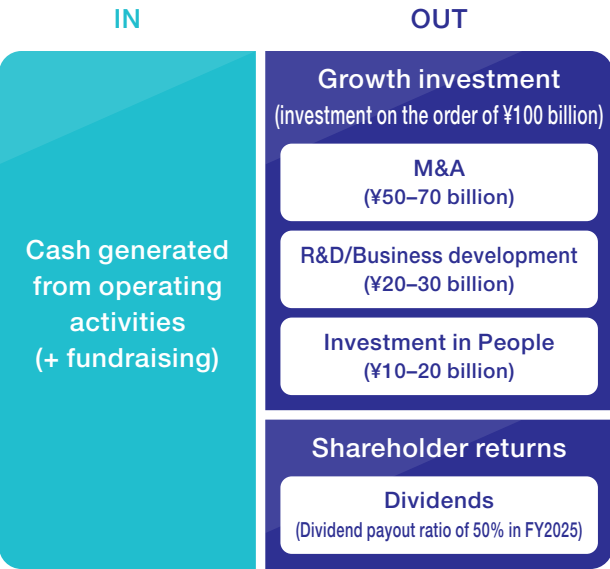 IN
OUT
Cash generated
from operating
activities
(+ fundraising)
Growth investment
(investment on the order of ¥100 billion)
M&A
(¥50–70 billion)
R&D/Business development
(¥20–30 billion)
Investment in People
(¥10–20 billion)
Shareholder returns
Dividends
(Dividend payout ratio of 50% in FY2025)